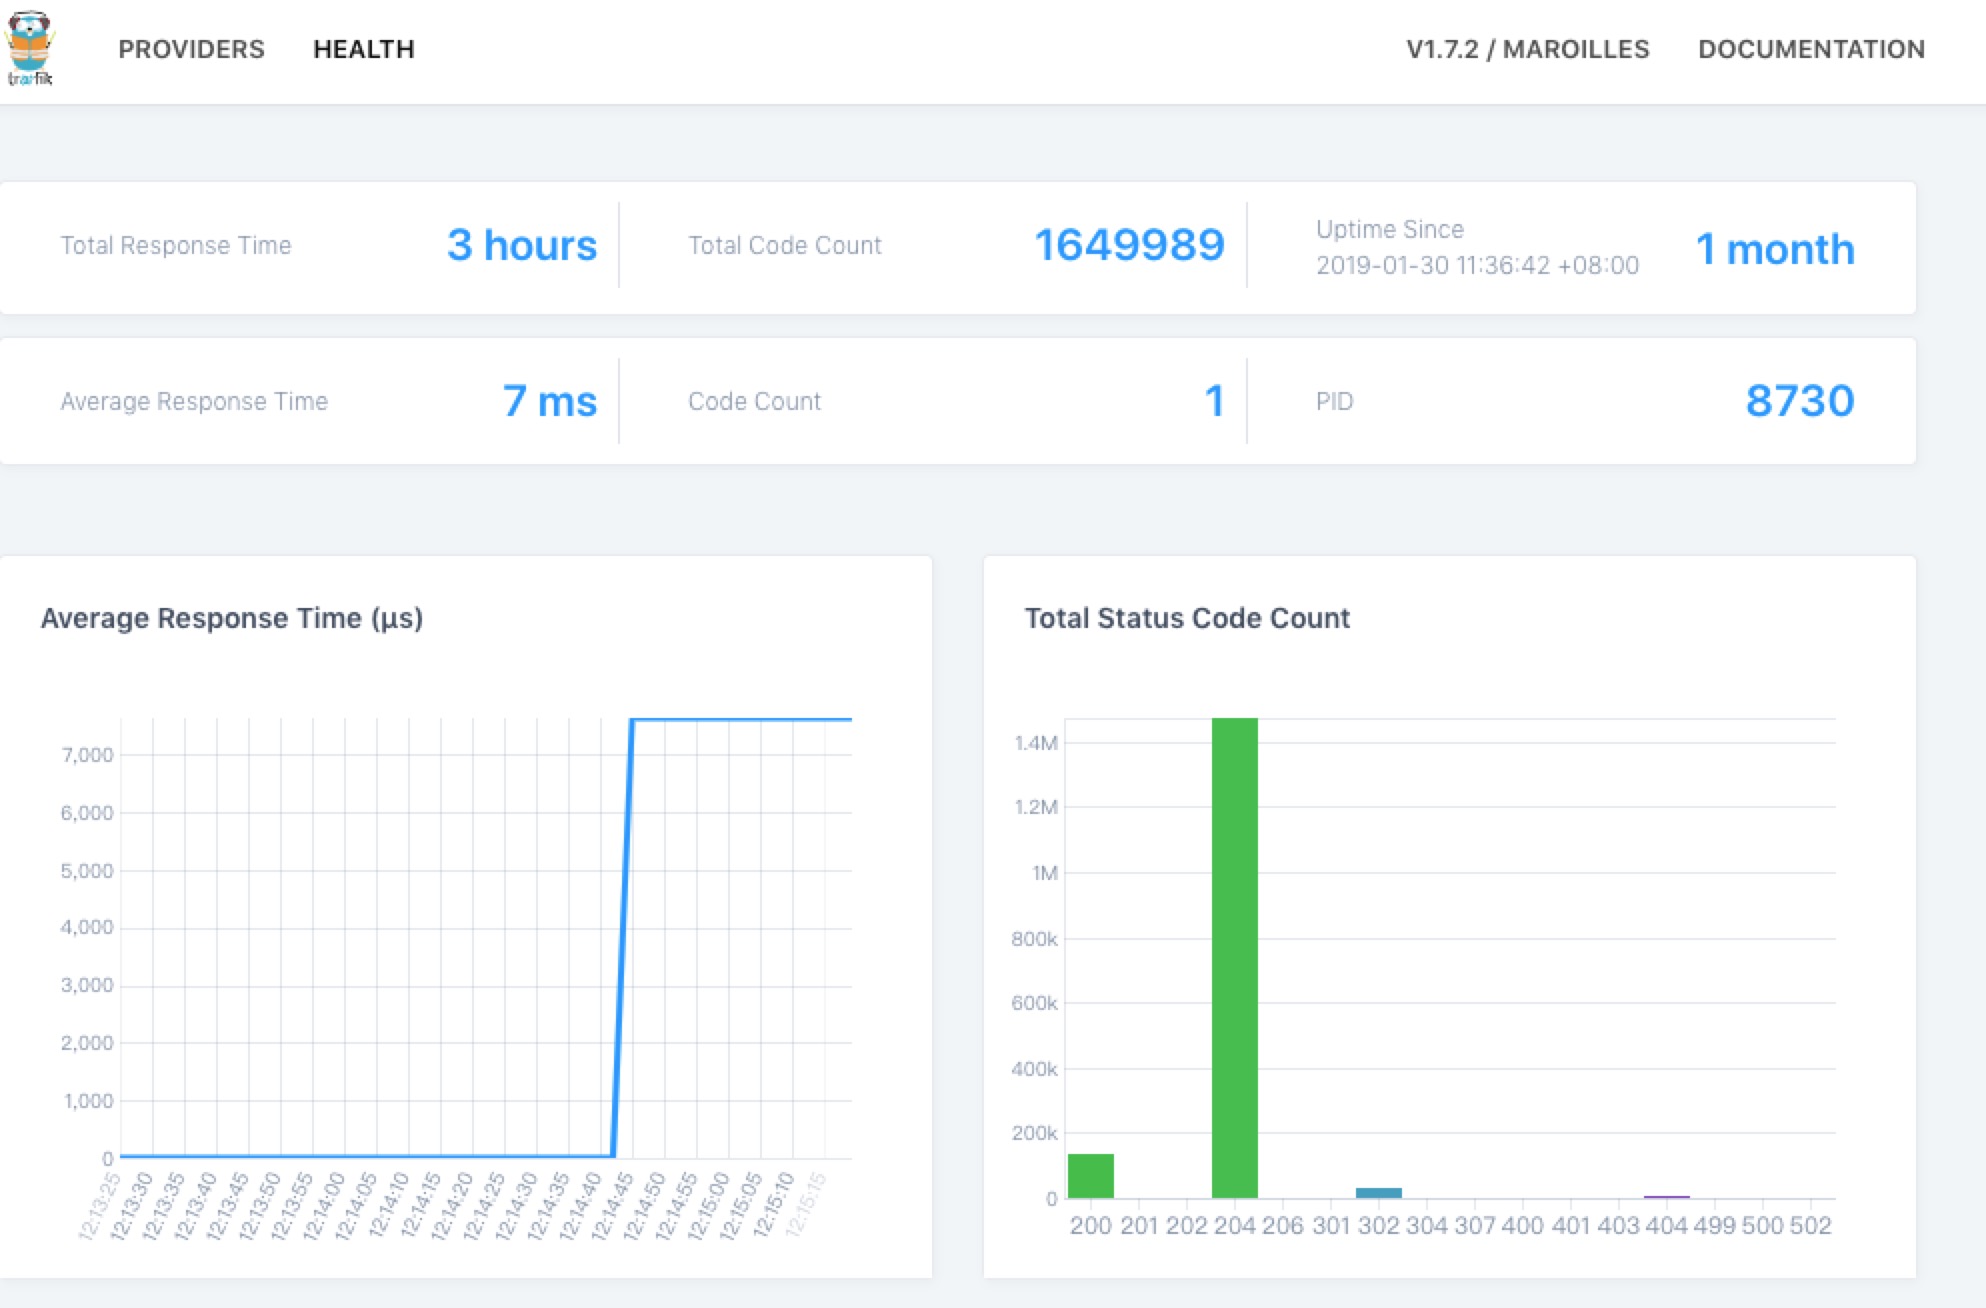 træfik
PROVIDERS HEALTH V1.7.2 / MAROILLES DOCUMENTATION
Total Response Time 3 hours Total Code Count 1649989 Uptime Since
2019-01-30 11:36:42 +08:00 1 month
Average Response Time 7 ms Code Count 1 PID 8730
Average Response Time (µs)
7,000
6,000
5,000
4,000
3,000
2,000
1,000
0
12:13:25 12:13:30 12:13:35 12:13:40 12:13:45 12:13:50 12:13:55 12:14:00 12:14:05 12:14:10 12:14:15 12:14:20 12:14:25 12:14:30 12:14:35 12:14:40 12:14:45 12:14:50 12:14:55 12:15:00 12:15:05 12:15:10 12:15:15
Total Status Code Count
1.4M
1.2M
1M
800k
600k
400k
200k
0
200 201 202 204 206 301 302 304 307 400 401 403 404 499 500 502